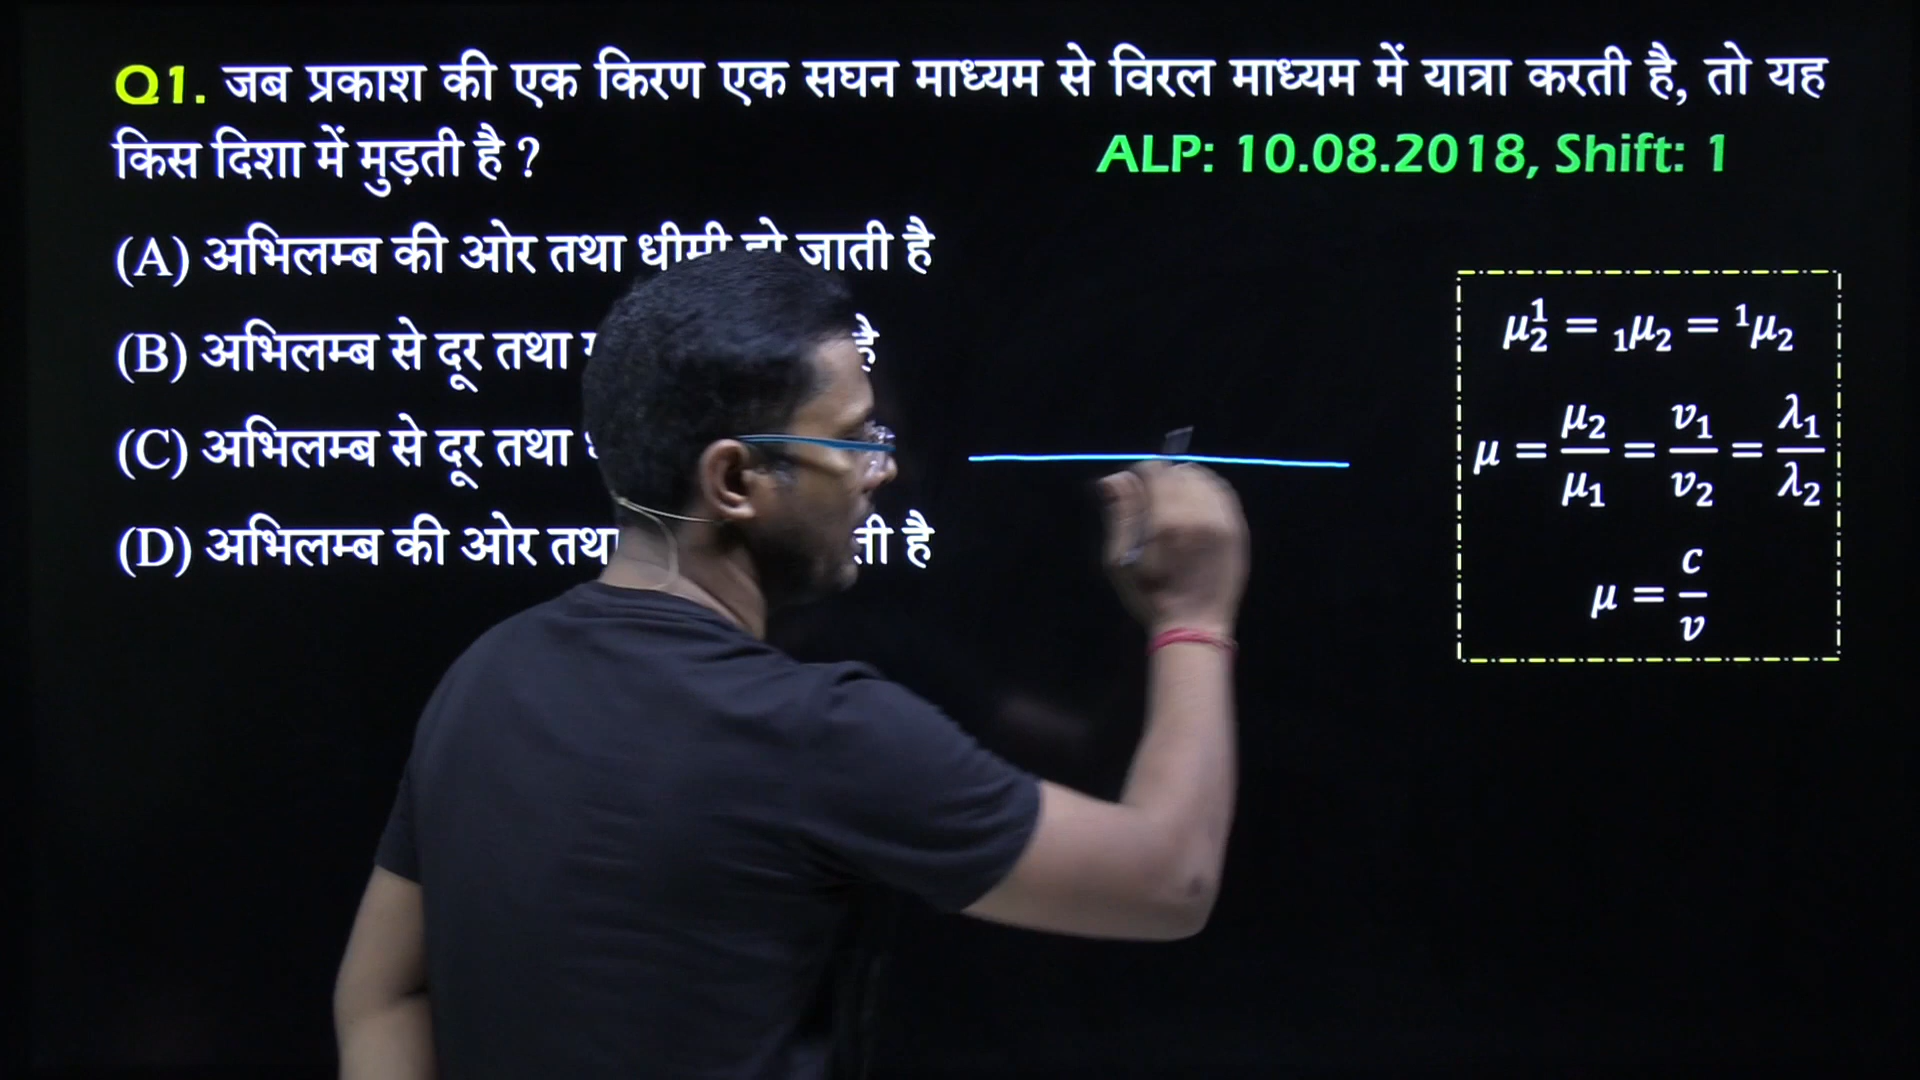 Q1. जब प्रकाश की एक किरण एक सघन माध्यम से विरल माध्यम में यात्रा करती है, तो यह
किस दिशा में मुड़ती है ?
ALP: 10.08.2018, Shift: 1
(A) अभिलम्ब की ओर तथा धीमी हो जाती है
(B) अभिलम्ब से दूर तथा है
(C) अभिलम्ब से दूर तथा
(D) अभिलम्ब की ओर तथा है
μ₂¹ = ₁μ₂ = ¹μ₂
μ = μ₂/μ₁ = v₁/v₂ = λ₁/λ₂
μ = c/v